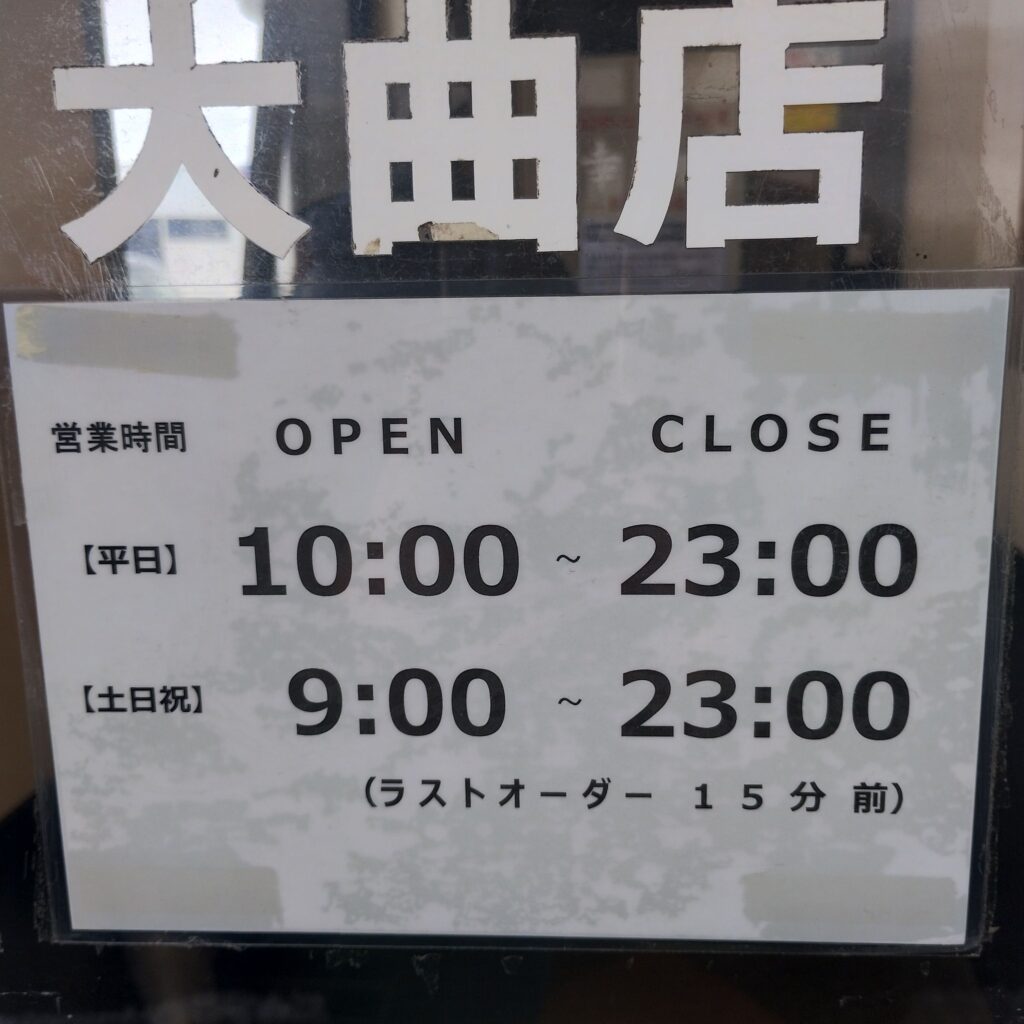 大曲店
営業時間 OPEN CLOSE
【平日】 10:00 ~ 23:00
【土日祝】 9:00 ~ 23:00
（ラストオーダー 15分前）